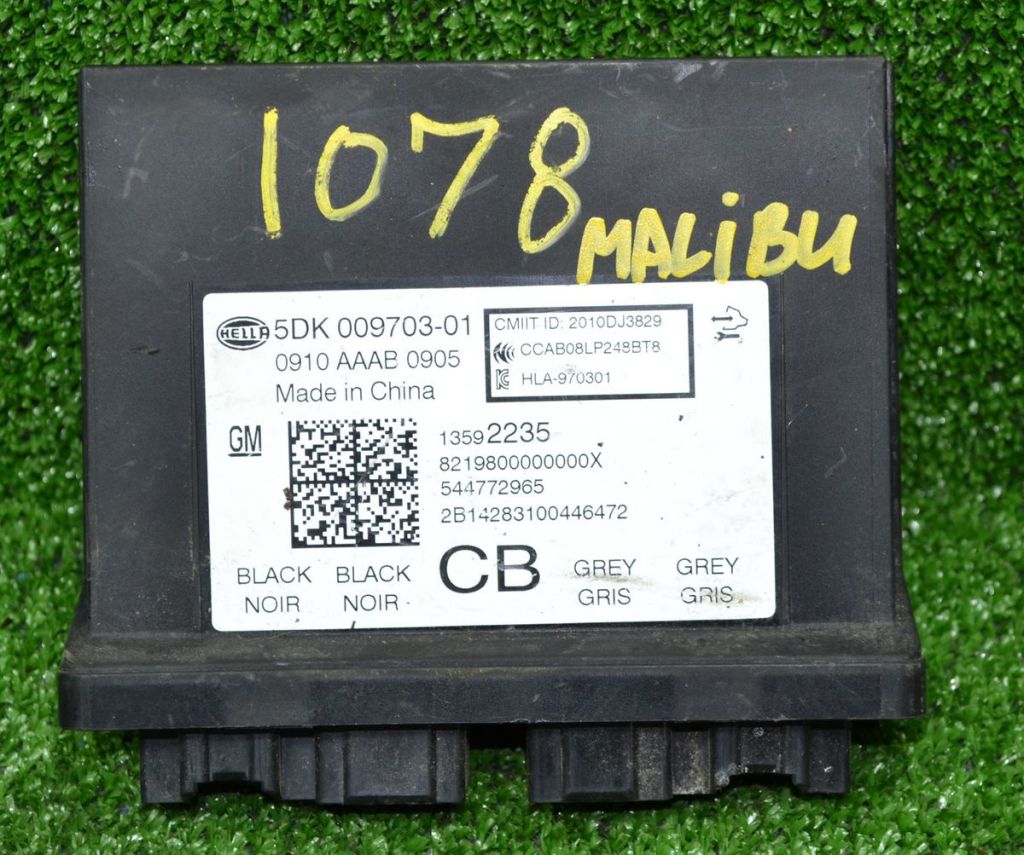 1078
MALiBU
HELLA 5DK 009703-01
0910 AAAB 0905
Made in China
CMIIT ID: 2010DJ3829
CCAB08LP248BT8
HLA-970301
GM
13592235
8219800000000X
544772965
2B14283100446472
BLACK BLACK CB GREY GREY
NOIR NOIR GRIS GRIS